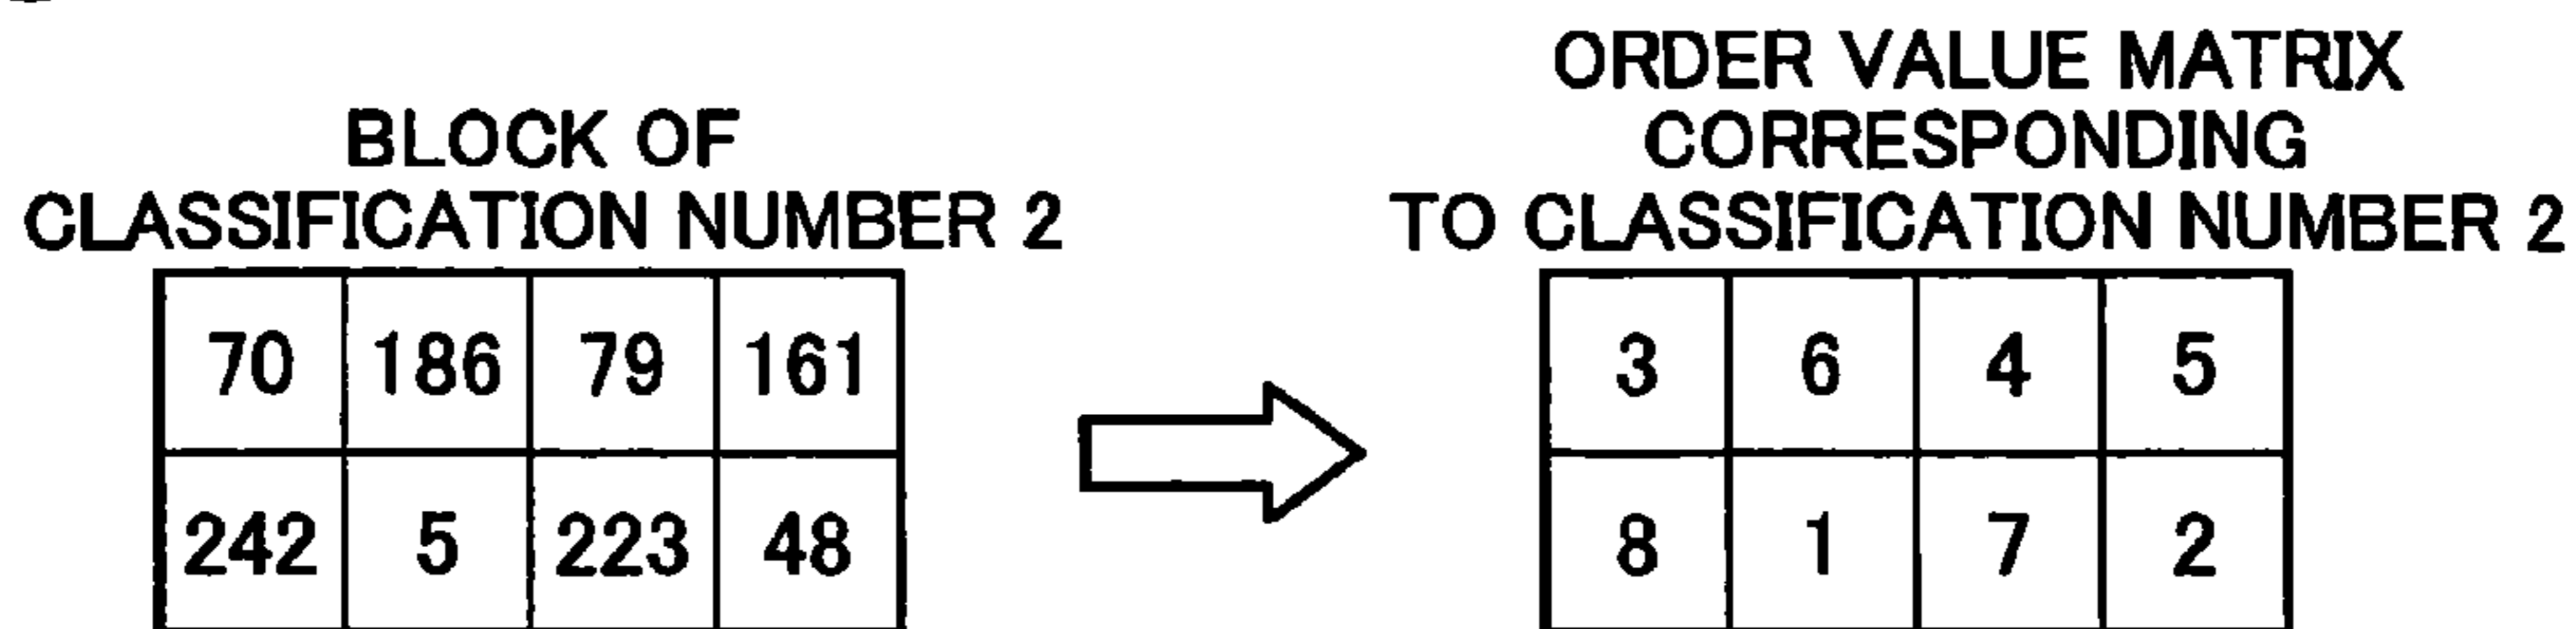 BLOCK OF
CLASSIFICATION NUMBER 2
70 186 79 161
242 5 223 48
ORDER VALUE MATRIX
CORRESPONDING
TO CLASSIFICATION NUMBER 2
3 6 4 5
8 1 7 2